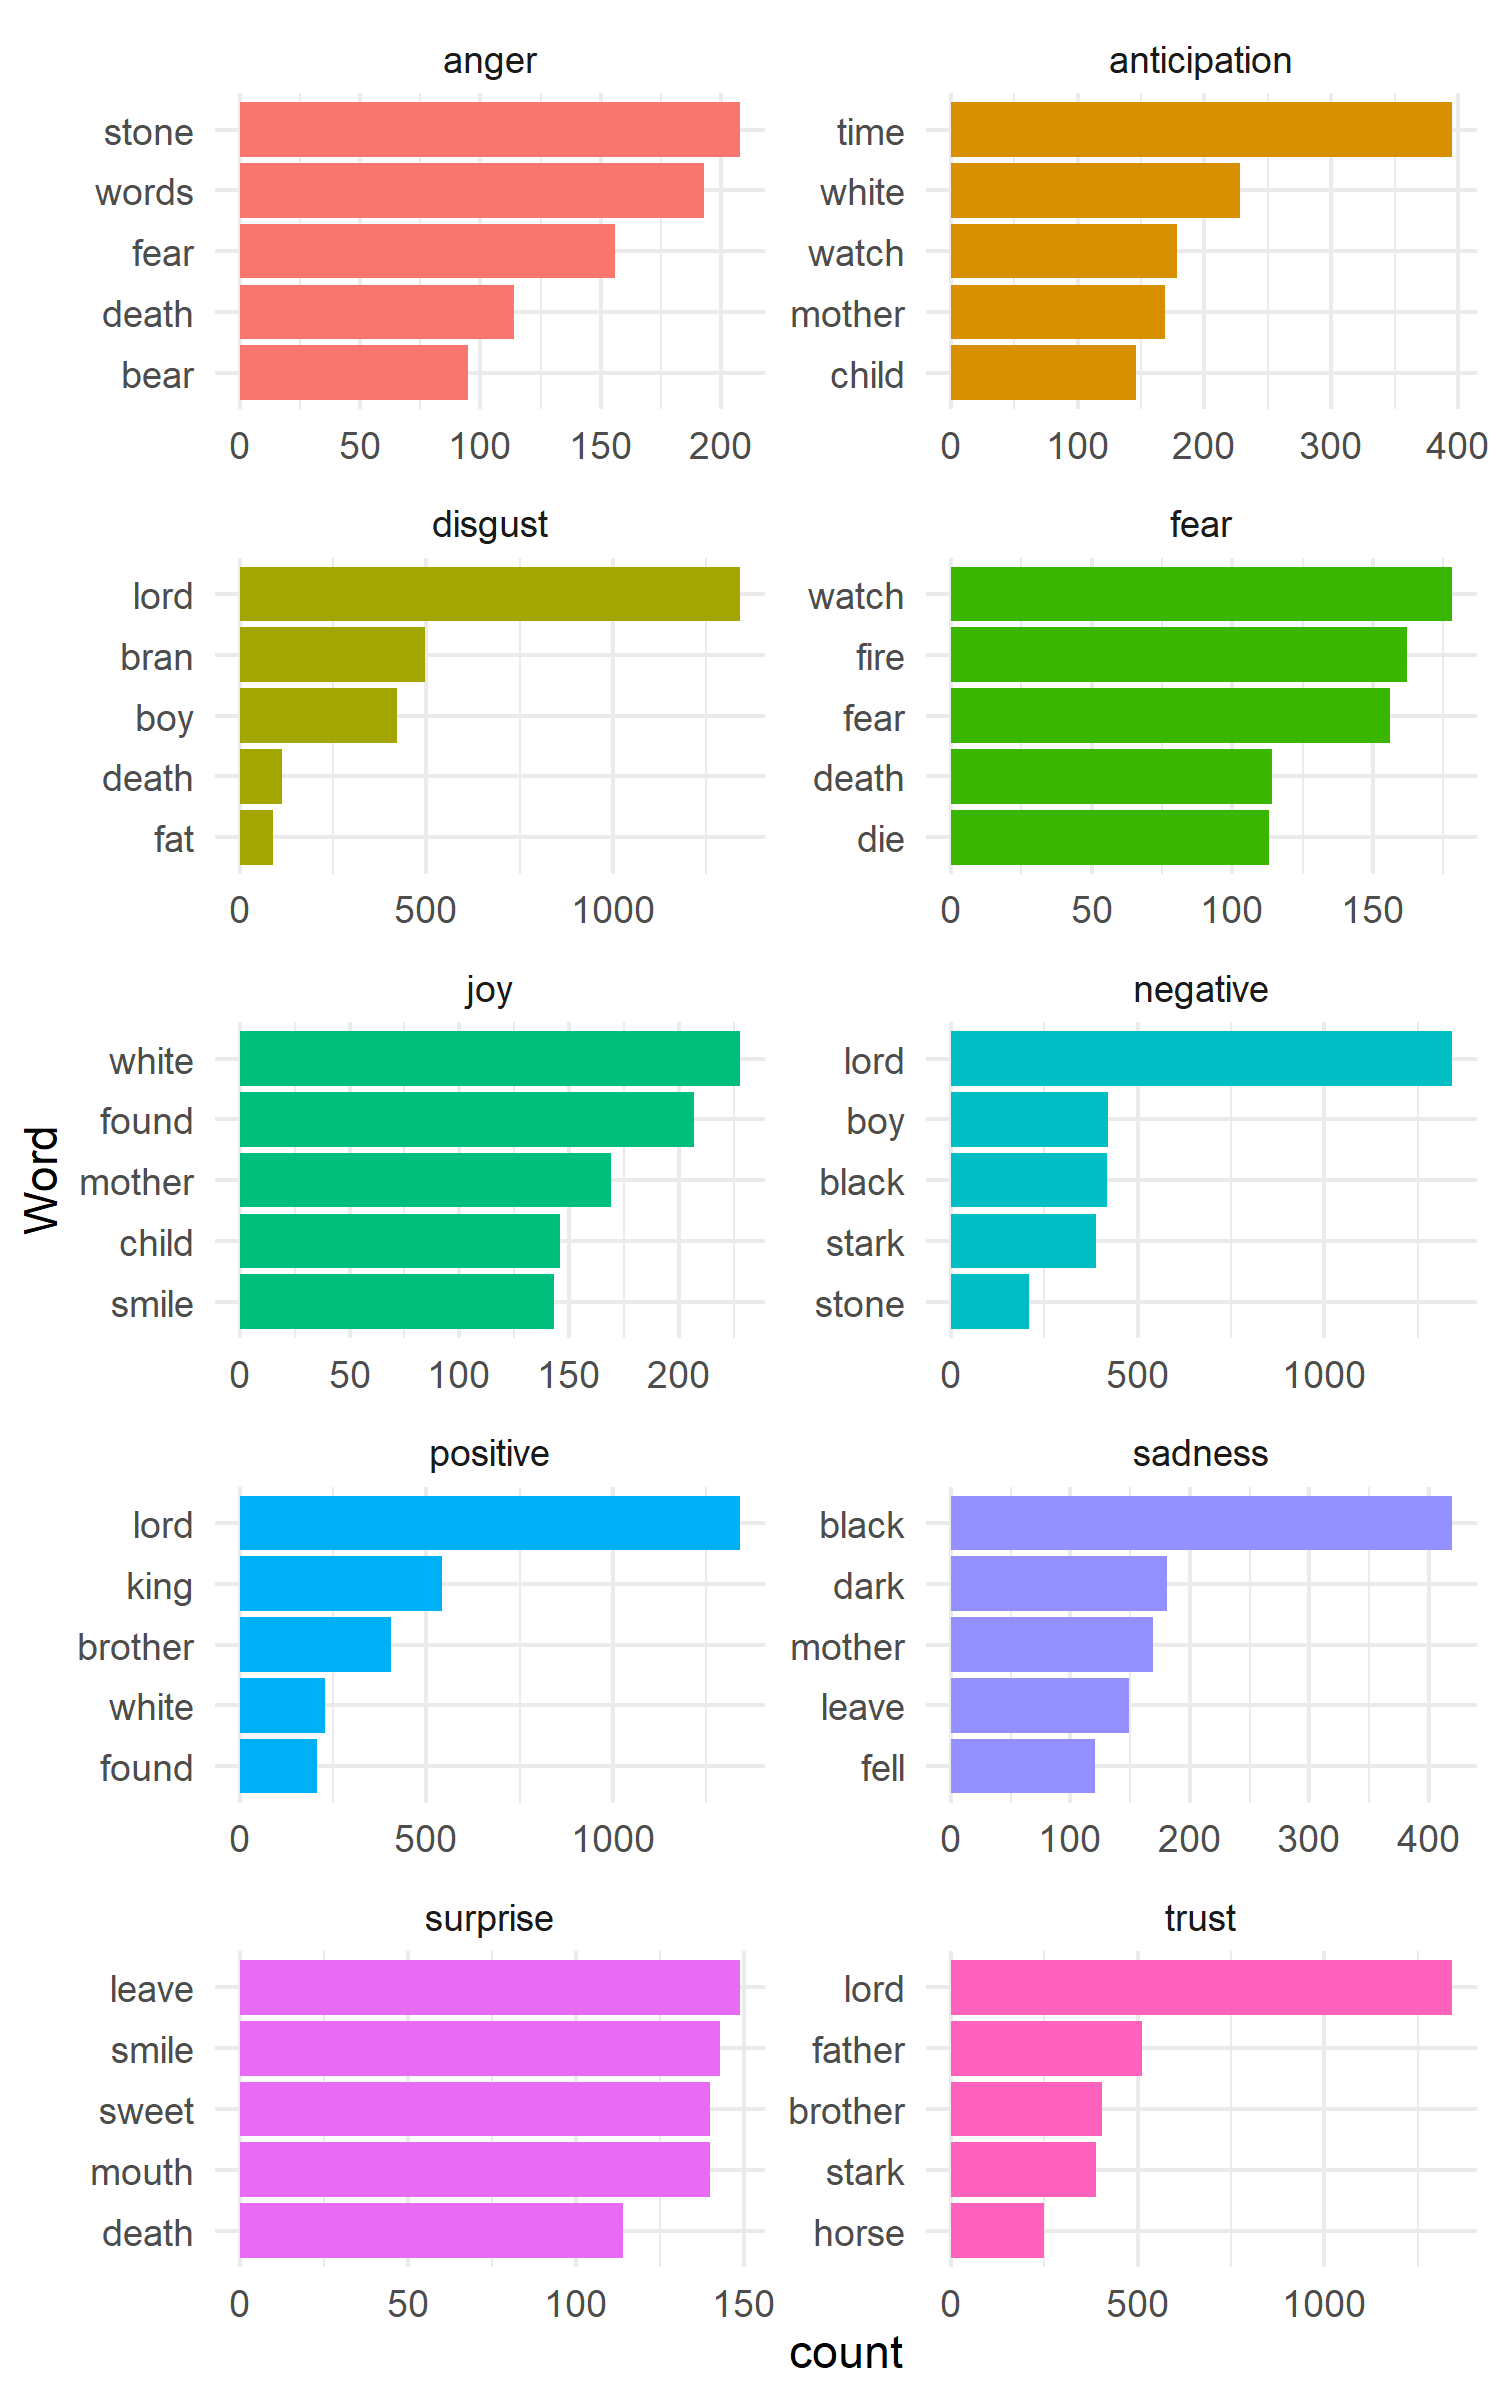 anger
stone
words
fear
death
bear
0 50 100 150 200
anticipation
time
white
watch
mother
child
0 100 200 300 400
disgust
lord
bran
boy
death
fat
0 500 1000
fear
watch
fire
fear
death
die
0 50 100 150
joy
white
found
mother
child
smile
0 50 100 150 200
negative
lord
boy
black
stark
stone
0 500 1000
positive
lord
king
brother
white
found
0 500 1000
sadness
black
dark
mother
leave
fell
0 100 200 300 400
surprise
leave
smile
sweet
mouth
death
0 50 100 150
trust
lord
father
brother
stark
horse
0 500 1000
Word
count